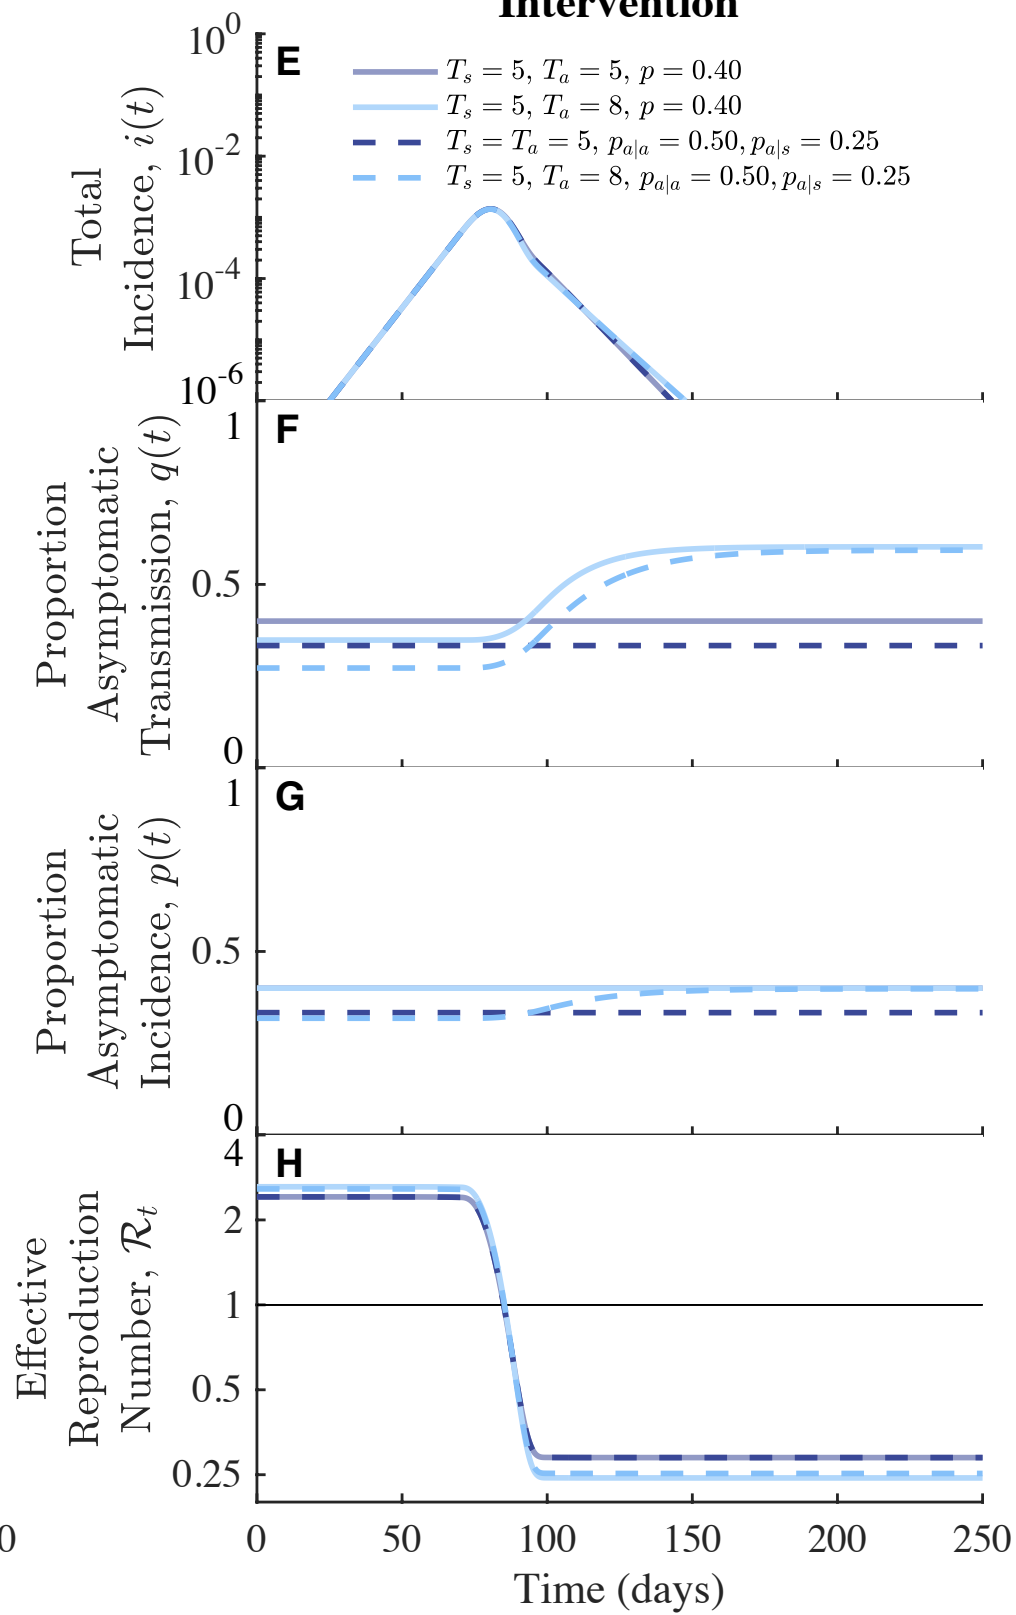 Intervention
E
10^0
10^-2
10^-4
10^-6
Total
Incidence, i(t)
T_s = 5, T_a = 5, p = 0.40
T_s = 5, T_a = 8, p = 0.40
T_s = T_a = 5, p_{a|a} = 0.50, p_{a|s} = 0.25
T_s = 5, T_a = 8, p_{a|a} = 0.50, p_{a|s} = 0.25
F
1
0.5
0
Proportion
Asymptomatic
Transmission, q(t)
G
1
0.5
0
Proportion
Asymptomatic
Incidence, p(t)
H
4
2
1
0.5
0.25
Effective
Reproduction
Number, ℛ_t
0
0 50 100 150 200 250
Time (days)